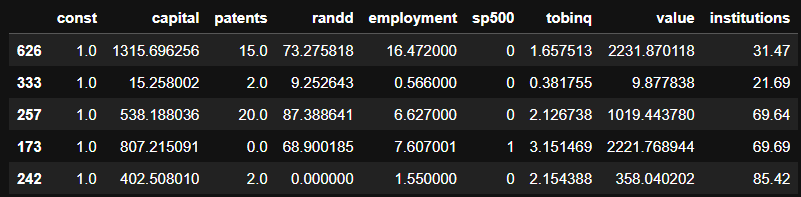 const capital patents randd employment sp500 tobinq value institutions
626 1.0 1315.696256 15.0 73.275818 16.472000 0 1.657513 2231.870118 31.47
333 1.0 15.258002 2.0 9.252643 0.566000 0 0.381755 9.877838 21.69
257 1.0 538.188036 20.0 87.388641 6.627000 0 2.126738 1019.443780 69.64
173 1.0 807.215091 0.0 68.900185 7.607001 1 3.151469 2221.768944 69.69
242 1.0 402.508010 2.0 0.000000 1.550000 0 2.154388 358.040202 85.42